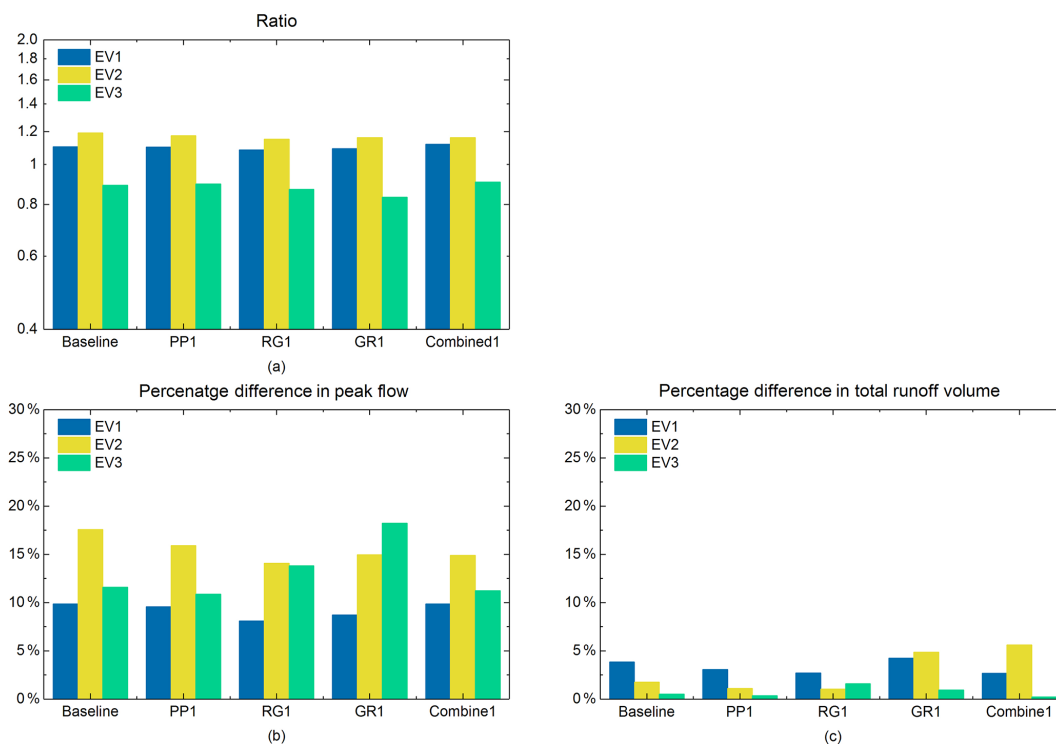 Ratio
2.0
1.8
1.6
1.4
1.2
1
0.8
0.6
0.4
EV1
EV2
EV3
Baseline PP1 RG1 GR1 Combined1
(a)
Percenatge difference in peak flow
30 %
25 %
20 %
15 %
10 %
5 %
0 %
EV1
EV2
EV3
Baseline PP1 RG1 GR1 Combine1
(b)
Percentage difference in total runoff volume
30 %
25 %
20 %
15 %
10 %
5 %
0 %
EV1
EV2
EV3
Baseline PP1 RG1 GR1 Combine1
(c)